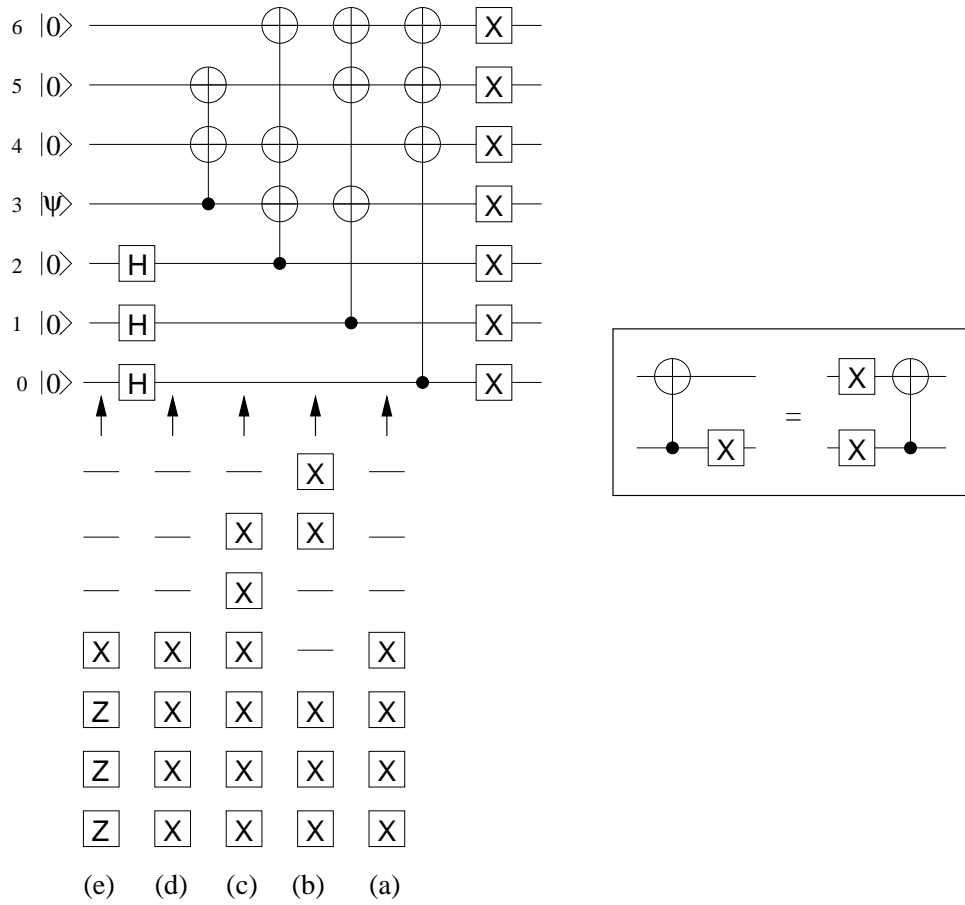 6 |0⟩ X
5 |0⟩ X
4 |0⟩ X
3 |Ψ⟩ X
2 |0⟩ H X
1 |0⟩ H X
0 |0⟩ H X
X
X X
X
X X X X
Z X X X X
Z X X X X
Z X X X X
(e) (d) (c) (b) (a)
X
X = X